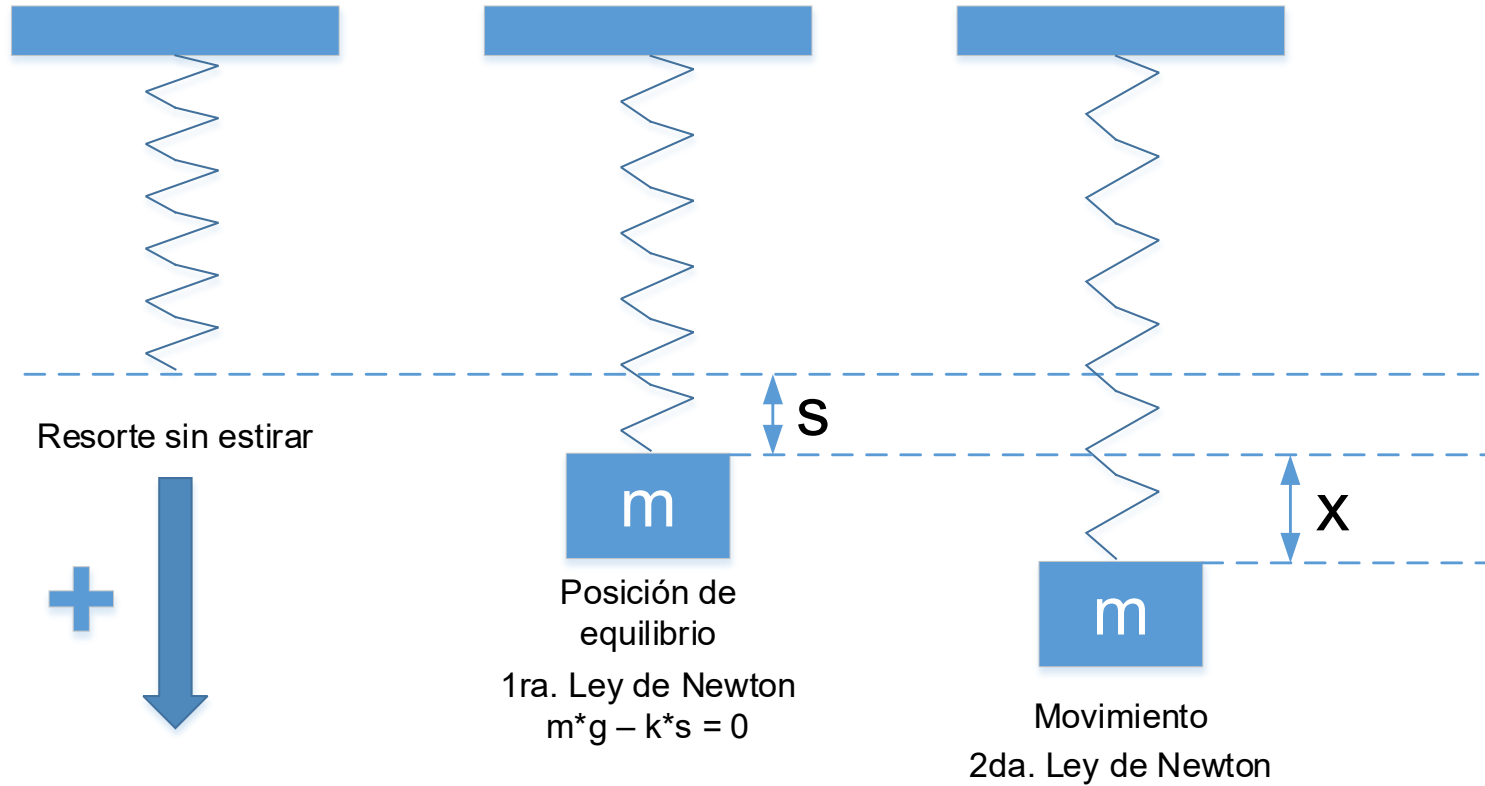 Resorte sin estirar
s
m
Posición de
equilibrio
1ra. Ley de Newton
m*g – k*s = 0
x
m
Movimiento
2da. Ley de Newton